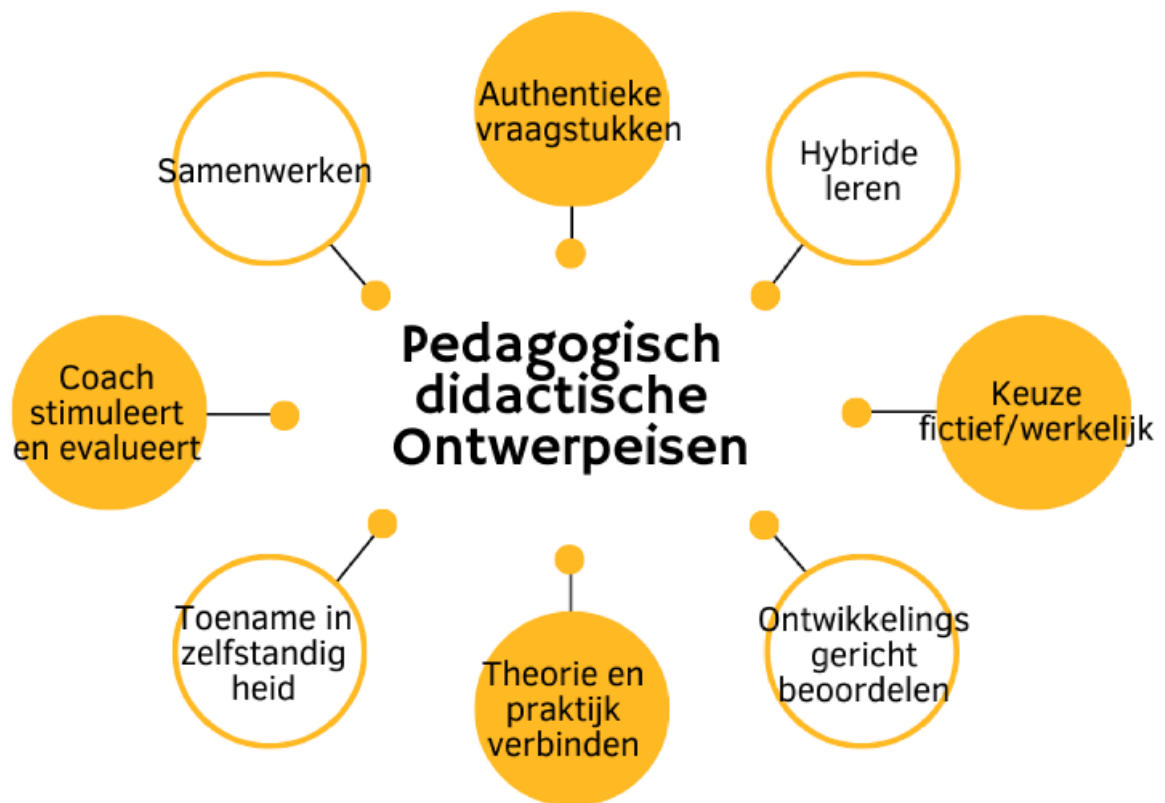 Authentieke
vraagstukken
Samenwerken
Hybride
leren
Pedagogisch
didactische
Ontwerpeisen
Coach
stimuleert
en evalueert
Keuze
fictief/werkelijk
Toename in
zelfstandig
heid
Theorie en
praktijk
verbinden
Ontwikkelings
gericht
beoordelen